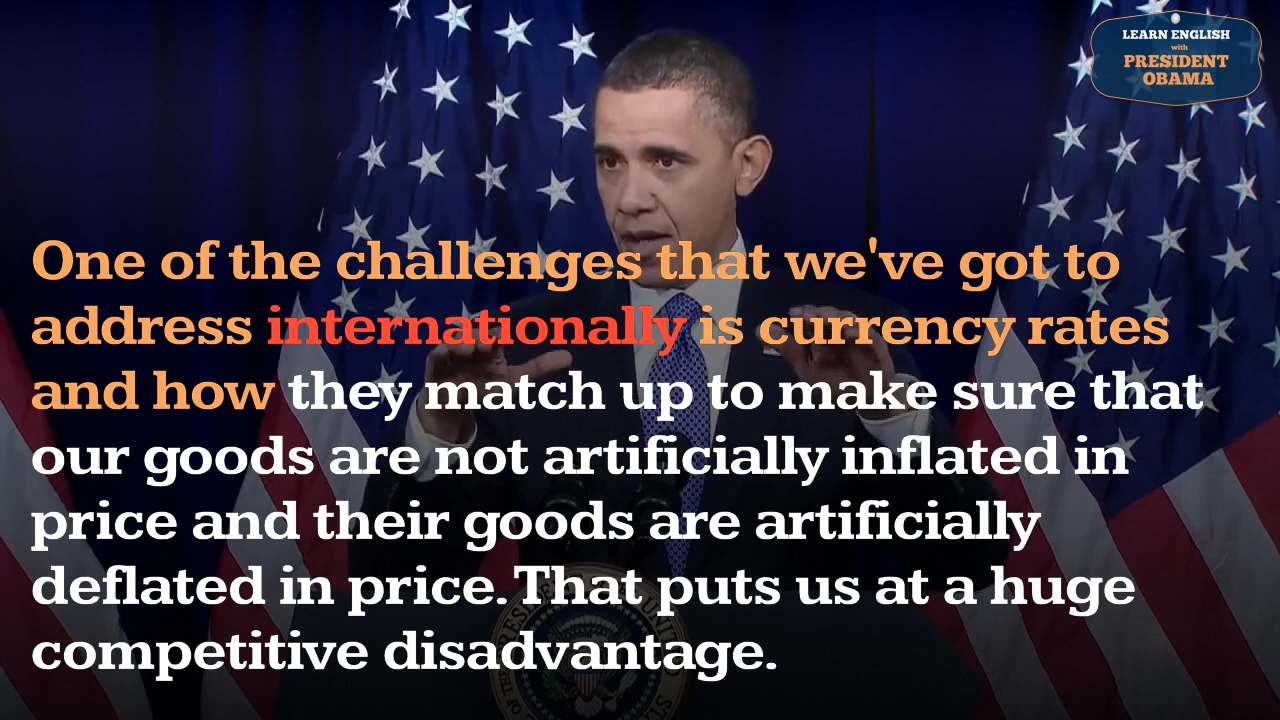 LEARN ENGLISH
with
PRESIDENT
OBAMA
One of the challenges that we've got to
address internationally is currency rates
and how they match up to make sure that
our goods are not artificially inflated in
price and their goods are artificially
deflated in price. That puts us at a huge
competitive disadvantage.